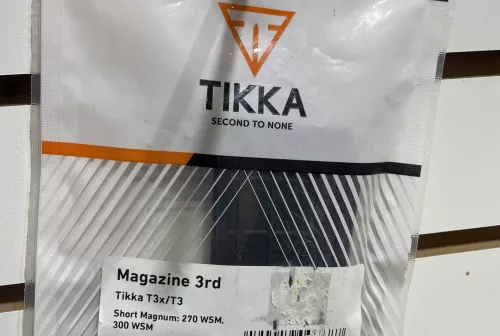 TIKKA
SECOND TO NONE
Magazine 3rd
Tikka T3x/T3
Short Magnum: 270 WSM,
300 WSM